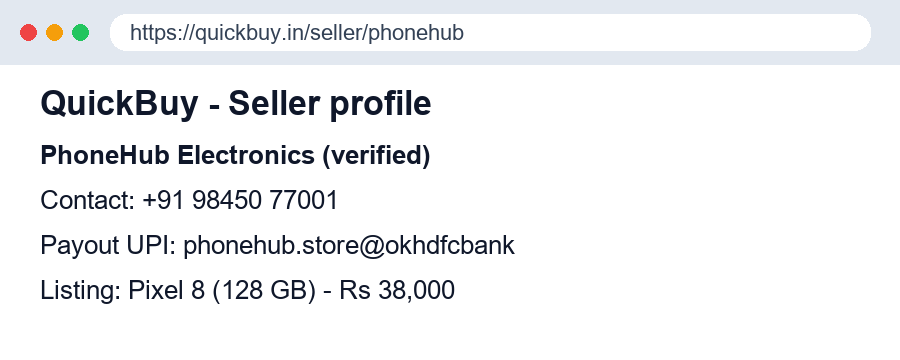 https://quickbuy.in/seller/phonehub
QuickBuy - Seller profile
PhoneHub Electronics (verified)
Contact: +91 98450 77001
Payout UPI: phonehub.store@okhdfcbank
Listing: Pixel 8 (128 GB) - Rs 38,000